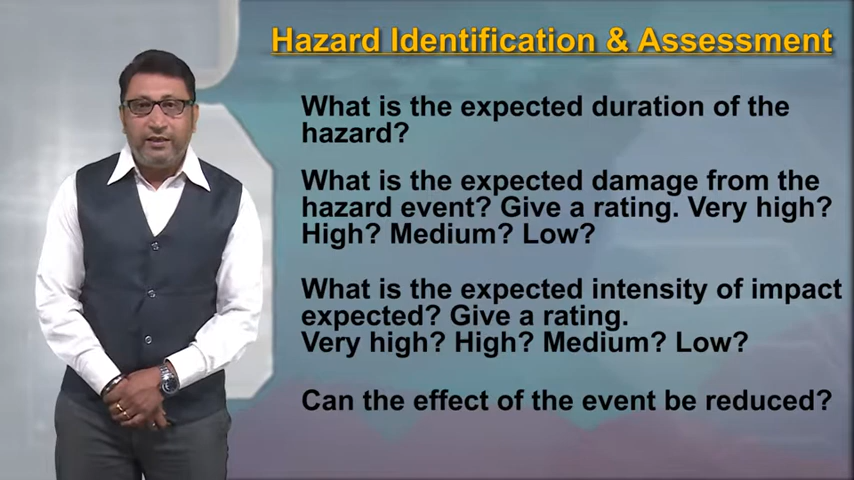 Hazard Identification & Assessment
What is the expected duration of the
hazard?
What is the expected damage from the
hazard event? Give a rating. Very high?
High? Medium? Low?
What is the expected intensity of impact
expected? Give a rating.
Very high? High? Medium? Low?
Can the effect of the event be reduced?